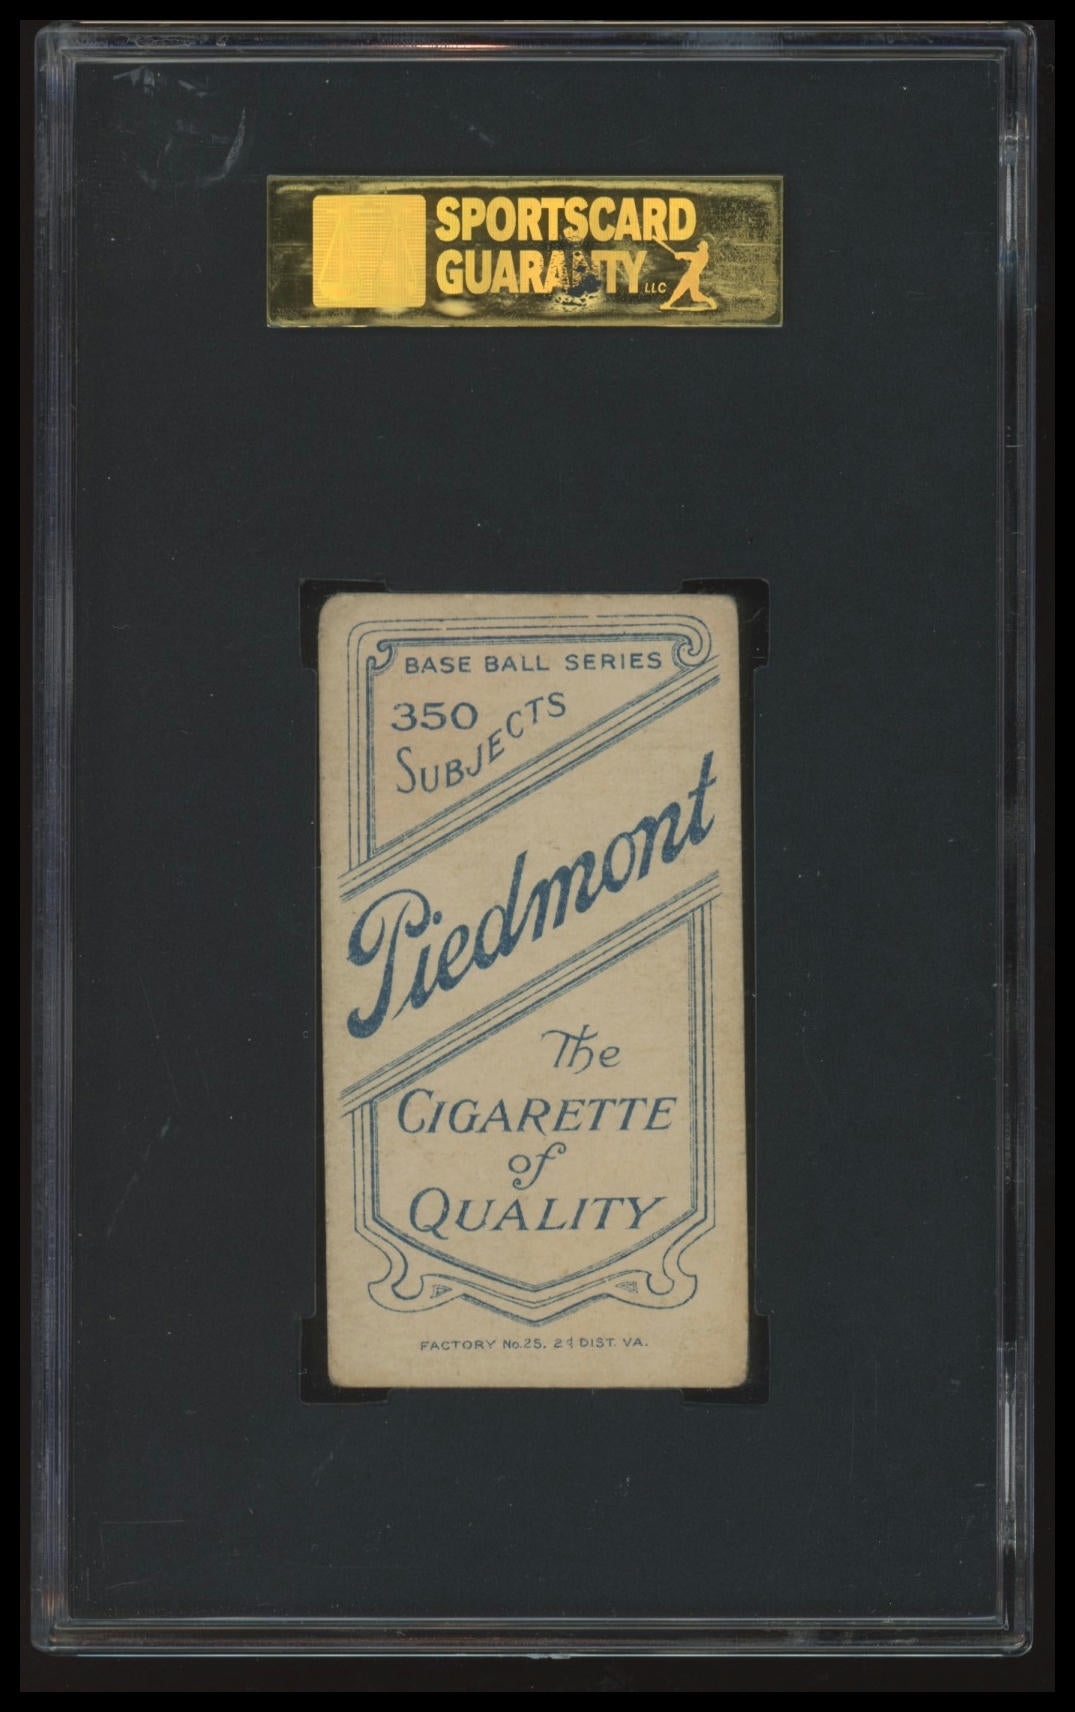 SPORTSCARD
GUARANTY LLC
BASE BALL SERIES
350
SUBJECTS
Piedmont
The
CIGARETTE
of
QUALITY
FACTORY No.25, 2d DIST. VA.